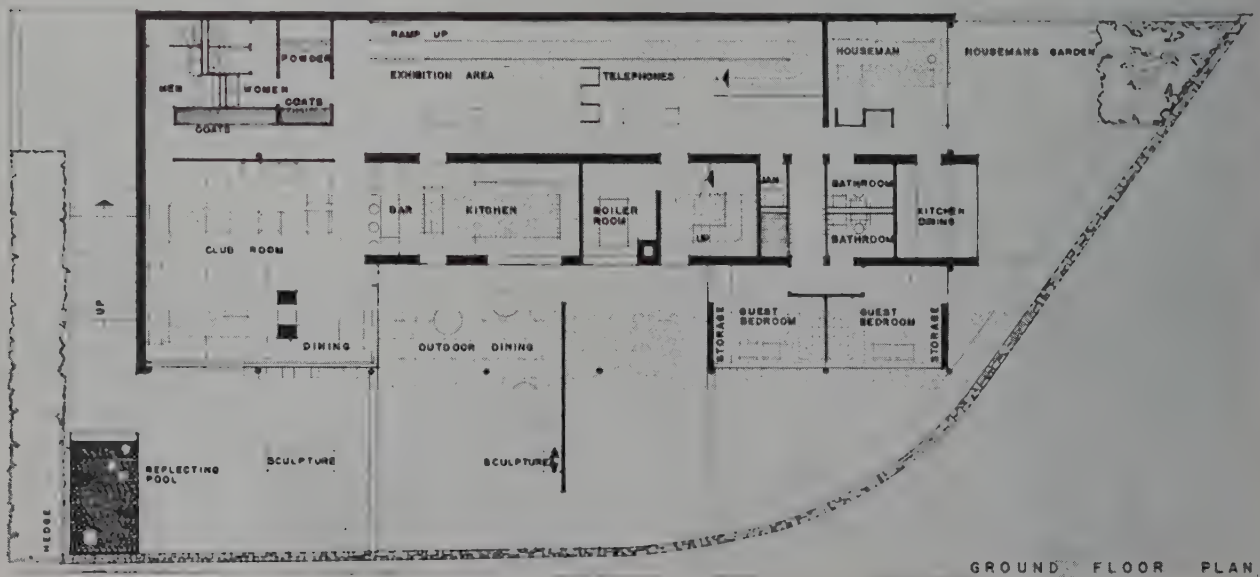 RAMP UP
HOUSEMAN
HOUSEMANS GARDEN
POWDER
EXHIBITION AREA
TELEPHONES
MEN
WOMEN
COATS
COATS
JAN.
BATHROOM
BAR
KITCHEN
BOILER
ROOM
KITCHEN
DINING
UP
BATHROOM
CLUB ROOM
UP
STORAGE
GUEST
BEDROOM
GUEST
BEDROOM
STORAGE
DINING
OUTDOOR DINING
SCULPTURE
SCULPTURE
REFLECTING
POOL
HEDGE
GROUND FLOOR PLAN